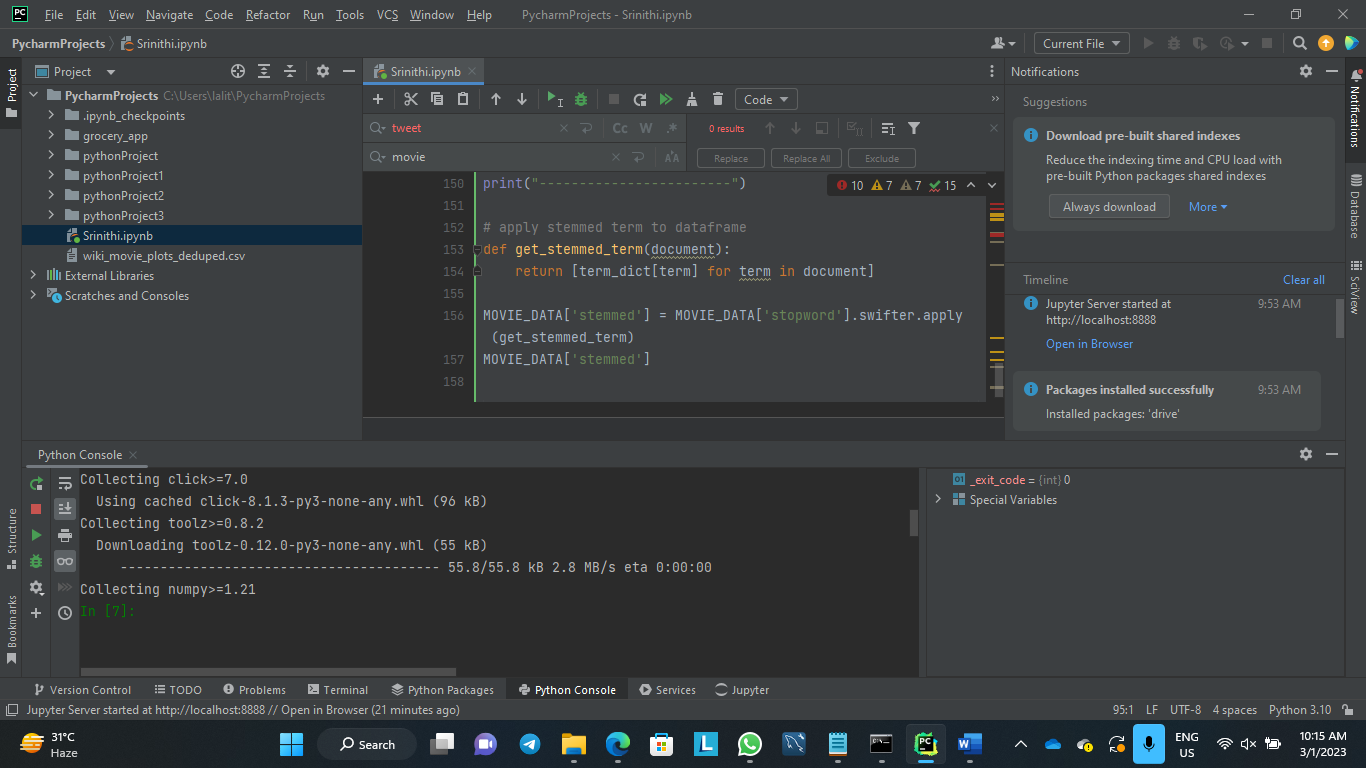 PC File Edit View Navigate Code Refactor Run Tools VCS Window Help PycharmProjects - Srinithi.ipynb
PycharmProjects Srinithi.ipynb Current File
Project
Project
Srinithi.ipynb
Notifications
PycharmProjects C:\Users\lalit\PycharmProjects
.ipynb_checkpoints
grocery_app
pythonProject
pythonProject1
pythonProject2
pythonProject3
Srinithi.ipynb
wiki_movie_plots_deduped.csv
External Libraries
Scratches and Consoles
Code
tweet Cc W .* 0 results
movie Replace Replace All Exclude
10 7 7 15
150 print("------------------------")
151
152 # apply stemmed term to dataframe
153 def get_stemmed_term(document):
154 return [term_dict[term] for term in document]
155
156 MOVIE_DATA['stemmed'] = MOVIE_DATA['stopword'].swifter.apply
(get_stemmed_term)
157 MOVIE_DATA['stemmed']
158
Suggestions
Download pre-built shared indexes
Reduce the indexing time and CPU load with
pre-built Python packages shared indexes
Always download More
Timeline Clear all
Jupyter Server started at 9:53 AM
http://localhost:8888
Open in Browser
Packages installed successfully 9:53 AM
Installed packages: 'drive'
Notifications
Database
SciView
Structure
Bookmarks
Python Console
Collecting click>=7.0
Using cached click-8.1.3-py3-none-any.whl (96 kB)
Collecting toolz>=0.8.2
Downloading toolz-0.12.0-py3-none-any.whl (55 kB)
---------------------------------------- 55.8/55.8 kB 2.8 MB/s eta 0:00:00
Collecting numpy>=1.21
In [7]:
01 _exit_code = {int} 0
Special Variables
Version Control TODO Problems Terminal Python Packages Python Console Services Jupyter
Jupyter Server started at http://localhost:8888 // Open in Browser (21 minutes ago) 95:1 LF UTF-8 4 spaces Python 3.10
31°C
Haze
Search
L
PC
W
ENG
US
10:15 AM
3/1/2023